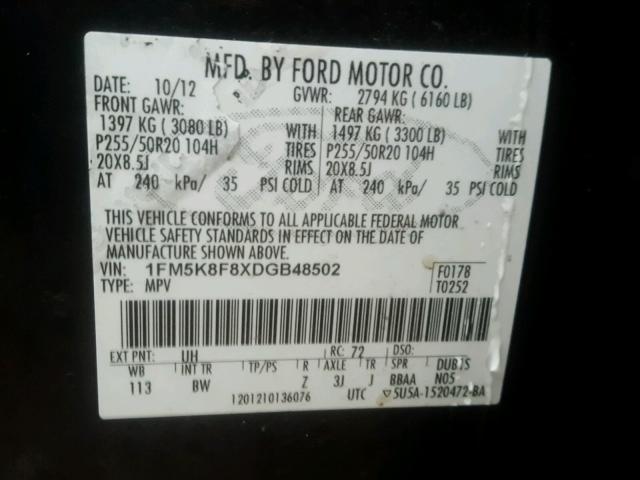 MFD. BY FORD MOTOR CO.
DATE: 10/12 GVWR: 2794 KG ( 6160 LB)
FRONT GAWR: REAR GAWR:
1397 KG ( 3080 LB) WITH 1497 KG ( 3300 LB) WITH
P255/50R20 104H TIRES P255/50R20 104H TIRES
20X8.5J RIMS 20X8.5J RIMS
AT 240 kPa/ 35 PSI COLD AT 240 kPa/ 35 PSI COLD
THIS VEHICLE CONFORMS TO ALL APPLICABLE FEDERAL MOTOR
VEHICLE SAFETY STANDARDS IN EFFECT ON THE DATE OF
MANUFACTURE SHOWN ABOVE.
VIN: 1FM5K8F8XDGB48502 F0178
TYPE: MPV T0252
EXT PNT: UH RC: 72 DSO:
WB INT TR TP/PS R AXLE TR SPR
113 BW Z 3J J BBAA N05
1201210136076 UTC ▽5U5A-1520472-BA